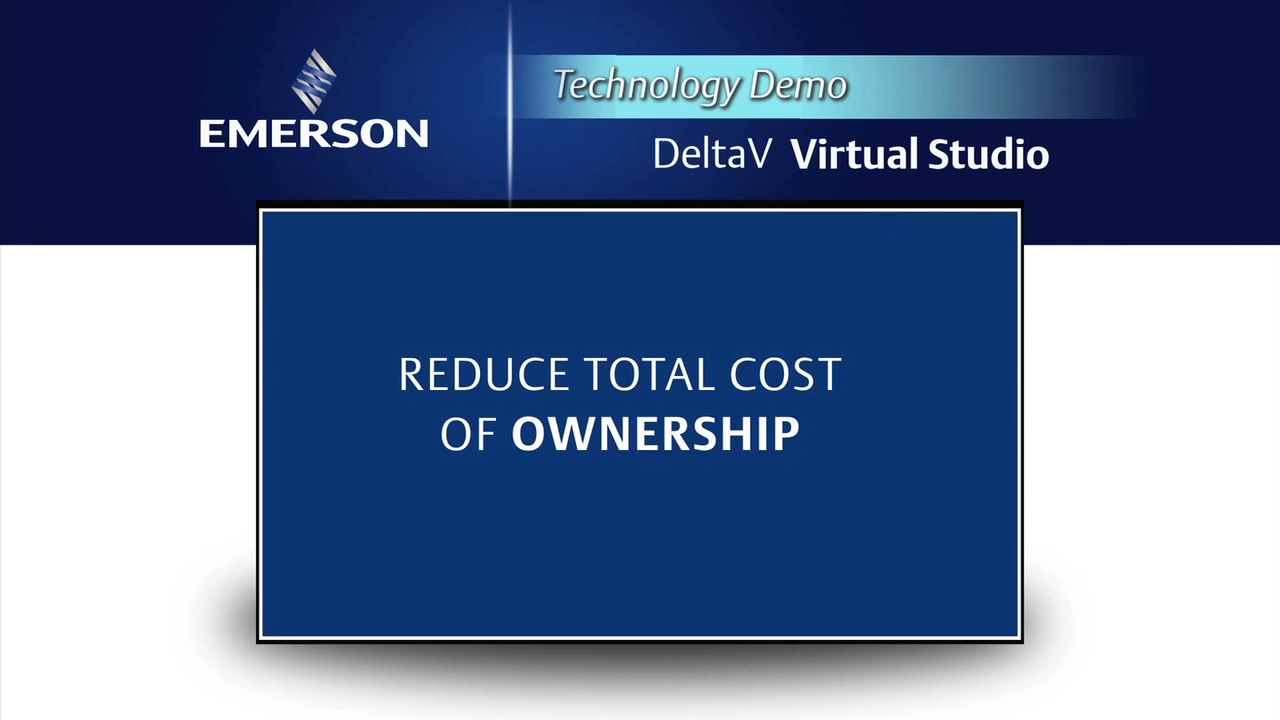 EMERSON
Technology Demo
DeltaV Virtual Studio
REDUCE TOTAL COST
OF OWNERSHIP